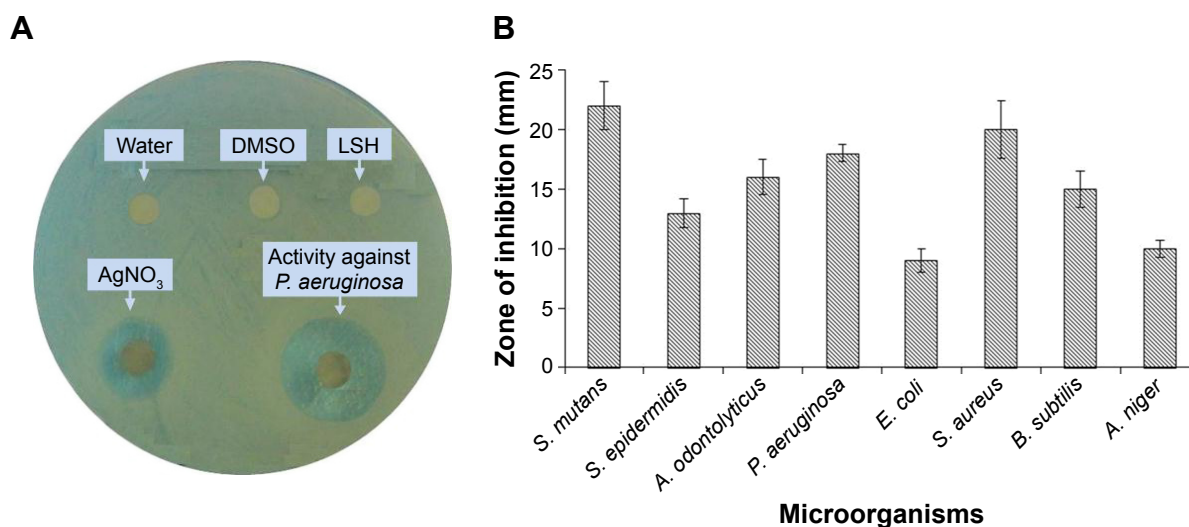 A
Water
DMSO
LSH
AgNO₃
Activity against
P. aeruginosa
B
Zone of inhibition (mm)
25
20
15
10
5
0
S. mutans
S. epidermidis
A. odontolyticus
P. aeruginosa
E. coli
S. aureus
B. subtilis
A. niger
Microorganisms